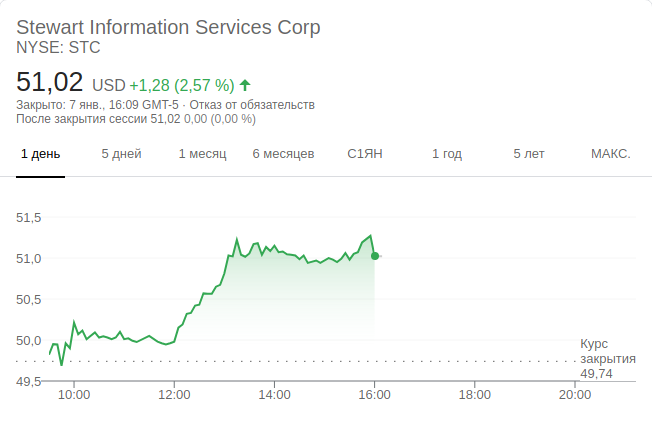 Stewart Information Services Corp
NYSE: STC
51,02 USD +1,28 (2,57 %)
Закрыто: 7 янв., 16:09 GMT-5 · Отказ от обязательств
После закрытия сессии 51,02 0,00 (0,00 %)
1 день 5 дней 1 месяц 6 месяцев С1ЯН 1 год 5 лет МАКС.
51,5
51,0
50,5
50,0
Курс
закрытия
49,74
49,5
10:00 12:00 14:00 16:00 18:00 20:00